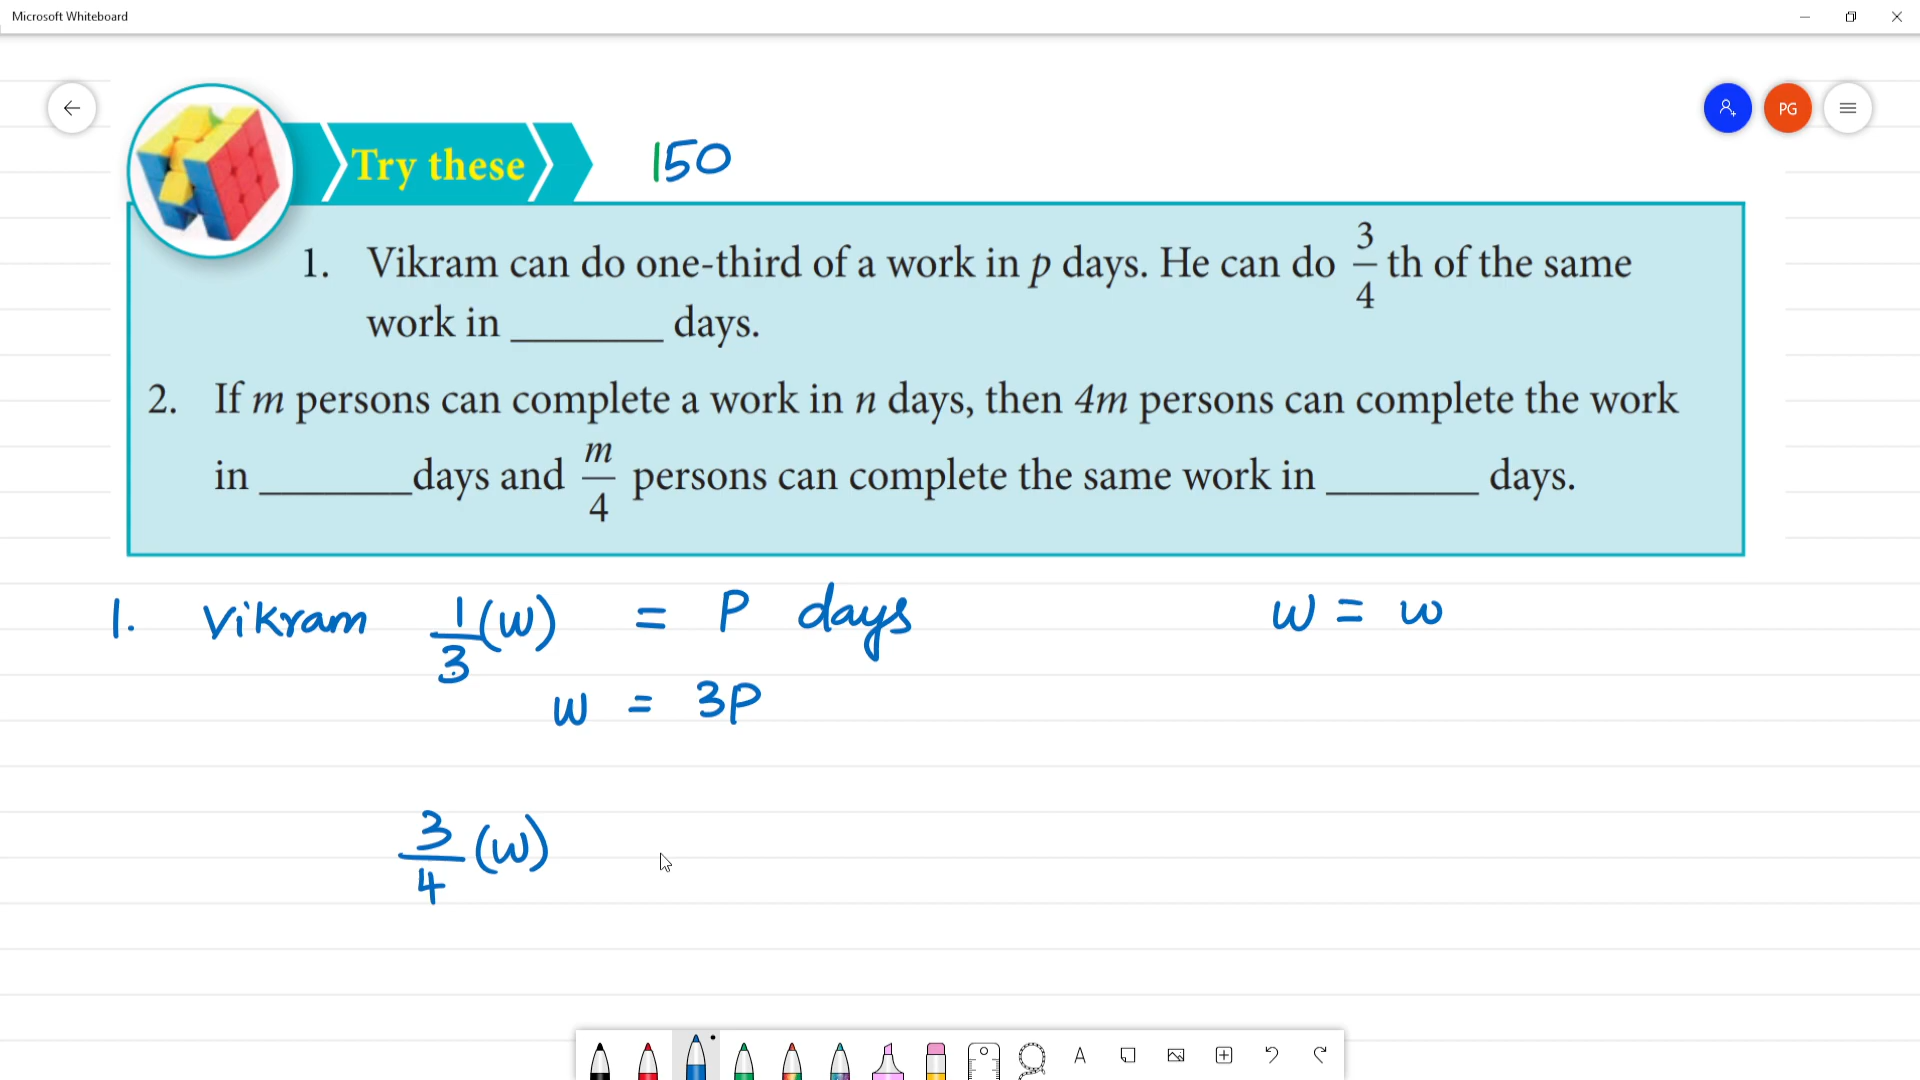 Microsoft Whiteboard
PG
Try these 150
1. Vikram can do one-third of a work in p days. He can do 3/4 th of the same
work in ________ days.
2. If m persons can complete a work in n days, then 4m persons can complete the work
in ________days and m/4 persons can complete the same work in ________ days.
1. Vikram 1/3 (w) = P days w = w
w = 3P
3/4 (w)
A